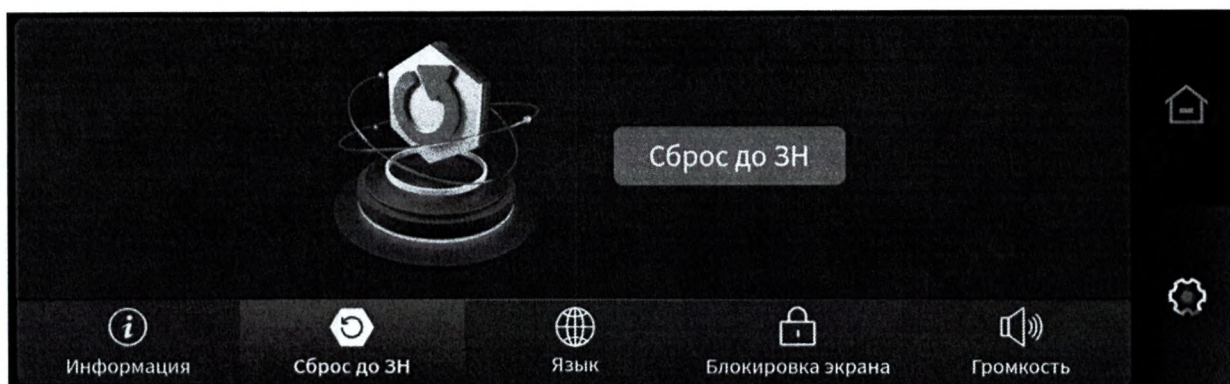 Сброс до ЗН
Информация
Сброс до ЗН
Язык
Блокировка экрана
Громкость